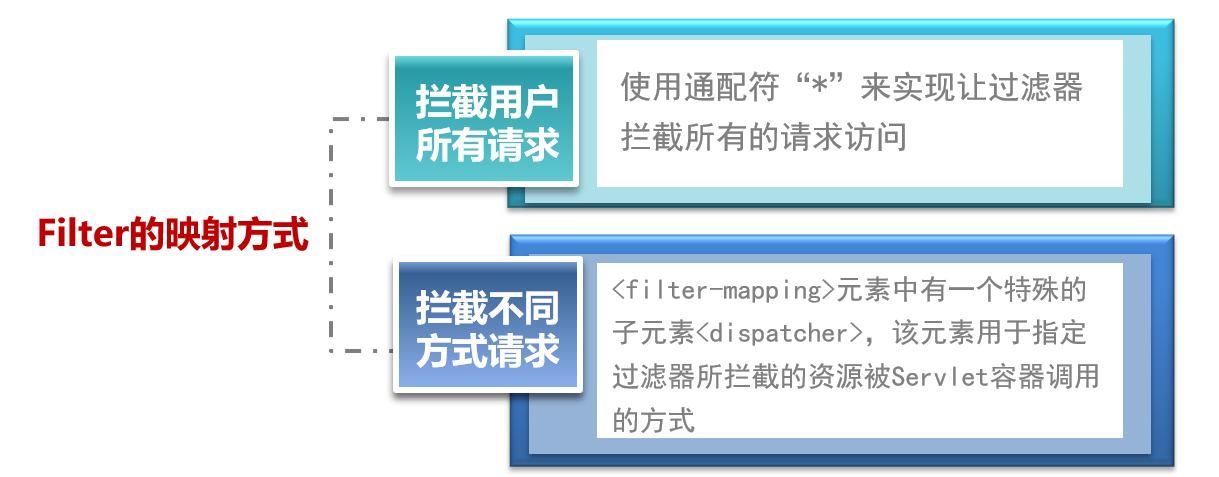 Filter的映射方式
拦截用户
所有请求
使用通配符“*”来实现让过滤器
拦截所有的请求访问
拦截不同
方式请求
<filter-mapping>元素中有一个特殊的
子元素<dispatcher>，该元素用于指定
过滤器所拦截的资源被Servlet容器调用
的方式